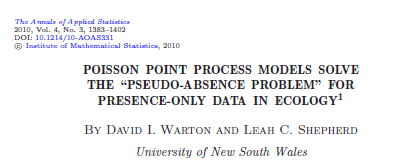 The Annals of Applied Statistics
2010, Vol. 4, No. 3, 1383–1402
DOI: 10.1214/10-AOAS331
© Institute of Mathematical Statistics, 2010
POISSON POINT PROCESS MODELS SOLVE
THE “PSEUDO-ABSENCE PROBLEM” FOR
PRESENCE-ONLY DATA IN ECOLOGY1
By David I. Warton and Leah C. Shepherd
University of New South Wales